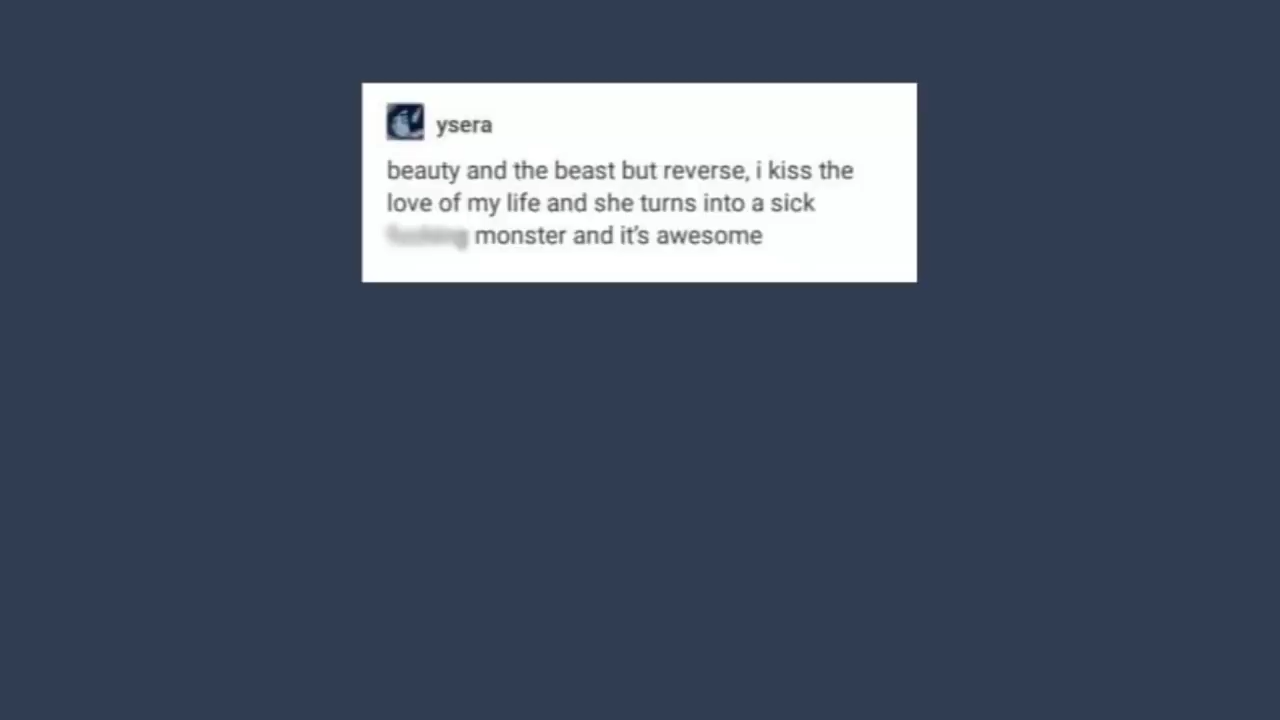 ysera
beauty and the beast but reverse, i kiss the
love of my life and she turns into a sick
monster and it's awesome